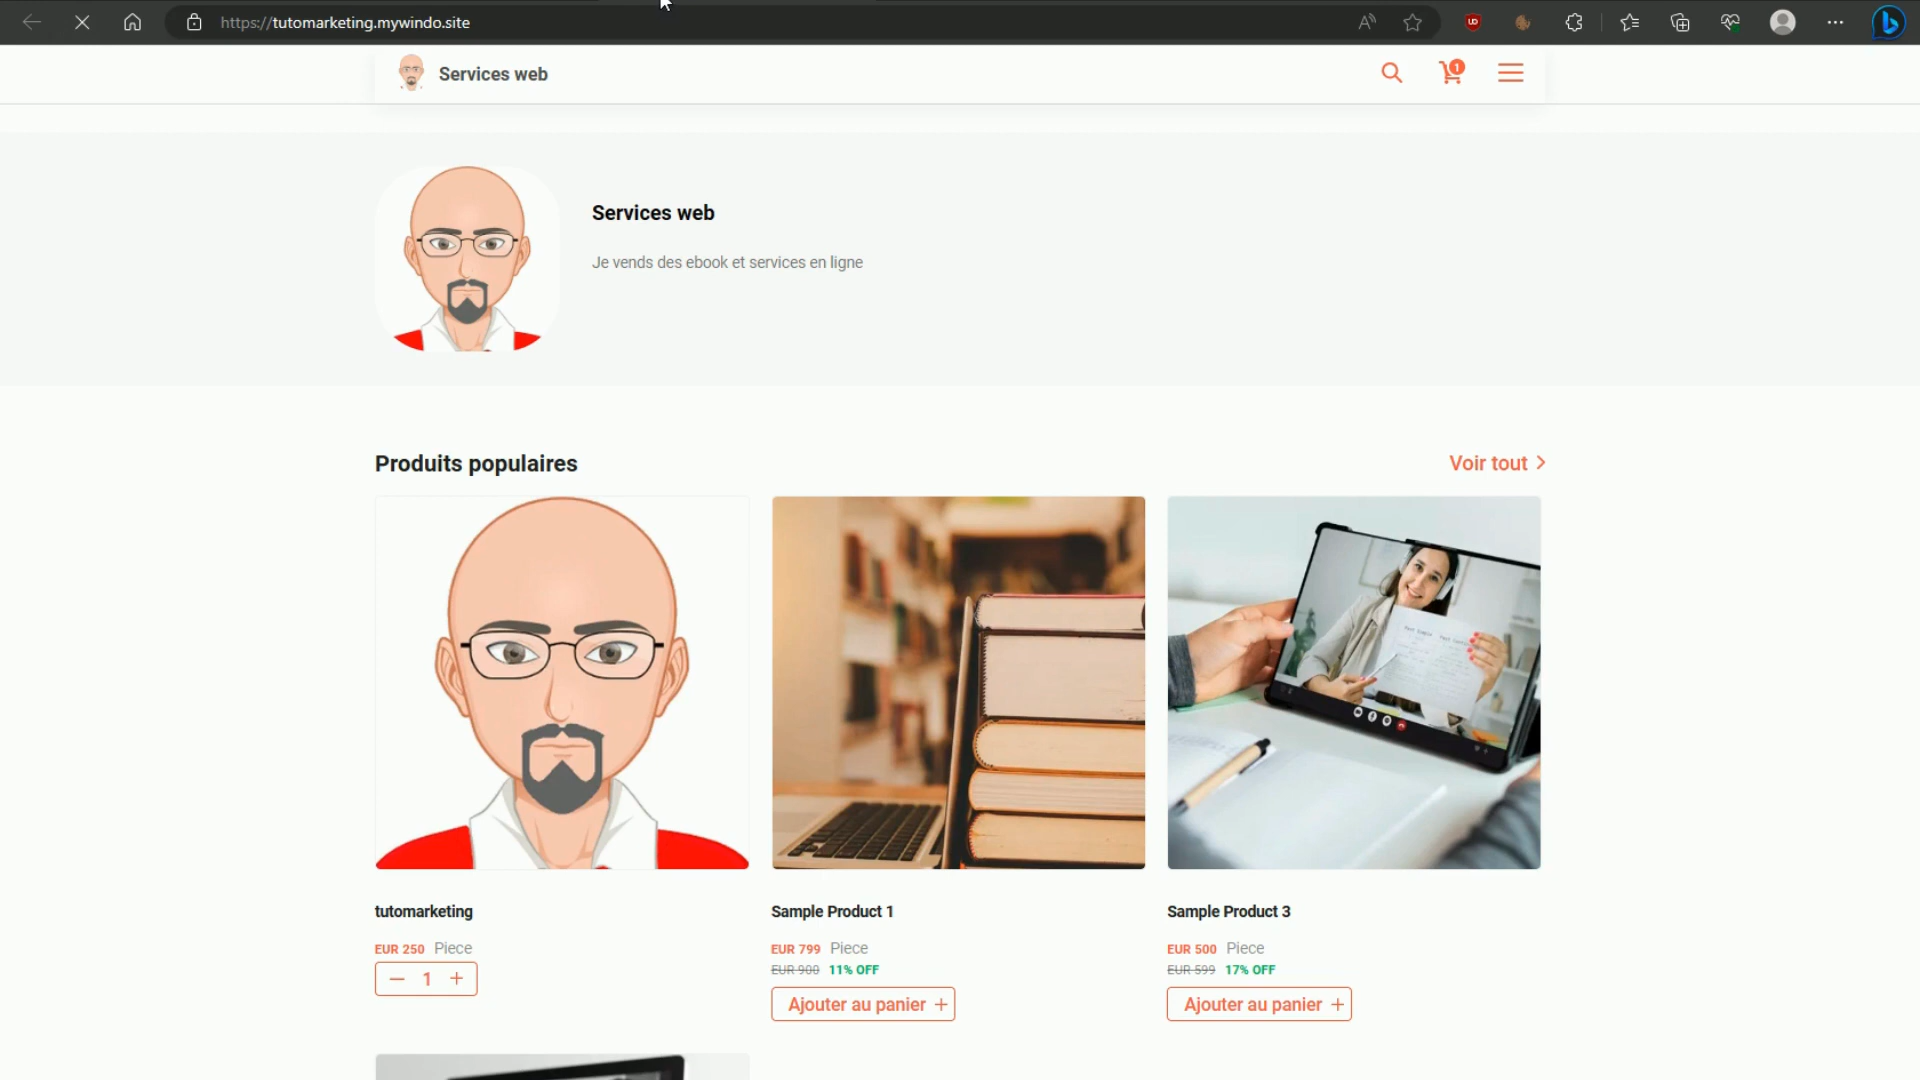 https://tutomarketing.mywindo.site
Services web
1
Services web
Je vends des ebook et services en ligne
Produits populaires
Voir tout
tutomarketing
EUR 250 Piece
1
Sample Product 1
EUR 799 Piece
EUR 900 11% OFF
Ajouter au panier +
Sample Product 3
EUR 500 Piece
EUR 599 17% OFF
Ajouter au panier +